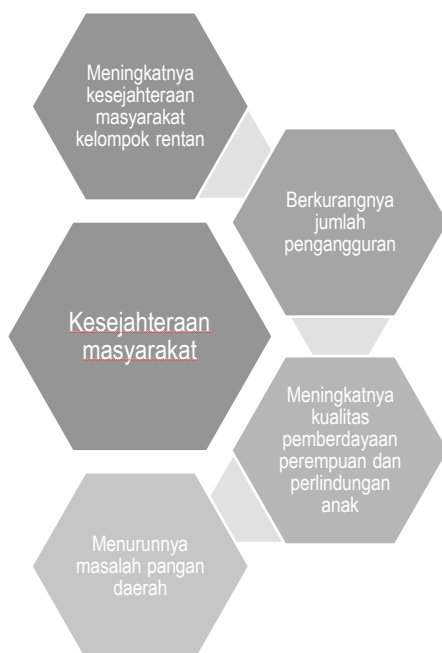 Meningkatnya
kesejahteraan
masyarakat
kelompok rentan
Berkurangnya
jumlah
pengangguran
Kesejahteraan
masyarakat
Meningkatnya
kualitas
pemberdayaan
perempuan dan
perlindungan
anak
Menurunnya
masalah pangan
daerah